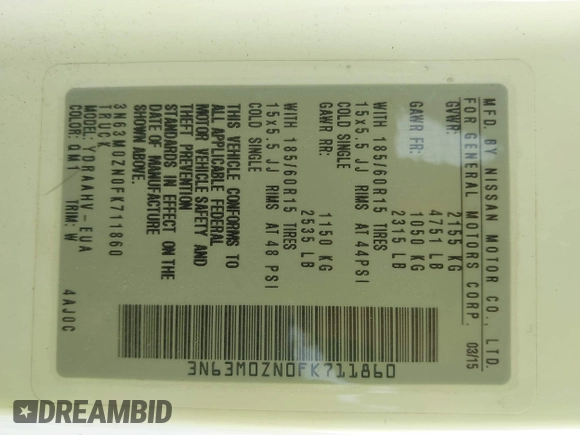 MFD. BY NISSAN MOTOR CO., LTD.
FOR GENERAL MOTORS CORP. 03/15
GVWR: 2155 KG
4751 LB
GAWR FR: 1050 KG
2315 LB
WITH 185/60R15 TIRES
15x5.5 JJ RIMS AT 44PSI
COLD SINGLE
GAWR RR: 1150 KG
2535 LB
WITH 185/60R15 TIRES
15x5.5 JJ RIMS AT 48 PSI
COLD SINGLE
THIS VEHICLE CONFORMS TO
ALL APPLICABLE FEDERAL
MOTOR VEHICLE SAFETY AND
THEFT PREVENTION
STANDARDS IN EFFECT ON THE
DATE OF MANUFACTURE
SHOWN ABOVE.
3N63M0ZN0FK711860
TRUCK
MODEL: YDRAAHV-EUA
COLOR: QM1 TRIM: W 4AJ0C
3N63M0ZN0FK711860
DREAMBID